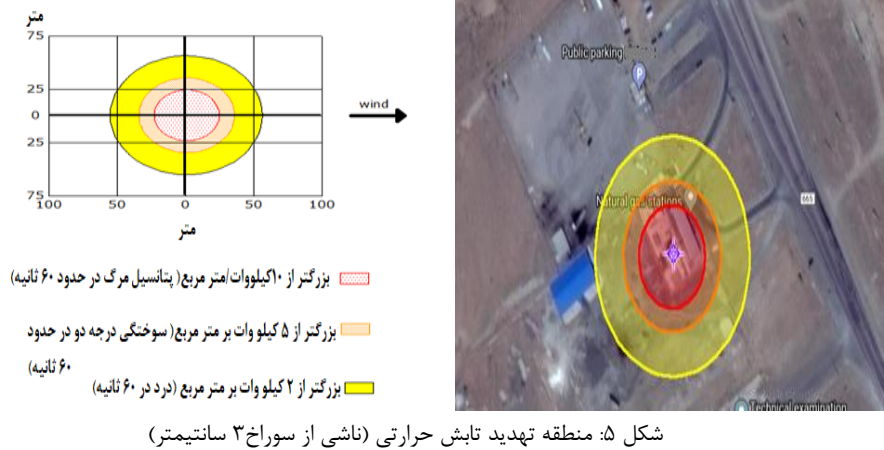 متر
75
25
0
25
75
100 50 0 50 100
wind
متر
بزرگتر از ۱۰کیلووات/متر مربع( پتانسیل مرگ در حدود ۶۰ ثانیه)
بزرگتر از ۵ کیلو وات بر متر مربع( سوختگی درجه دو در حدود
۶۰ ثانیه)
بزرگتر از ۲ کیلو وات بر متر مربع (درد در ۶۰ ثانیه)
Public parking
P
Natural gas stations
665
Technical examination
شکل ۵: منطقه تهدید تابش حرارتی (ناشی از سوراخ۳ سانتیمتر)